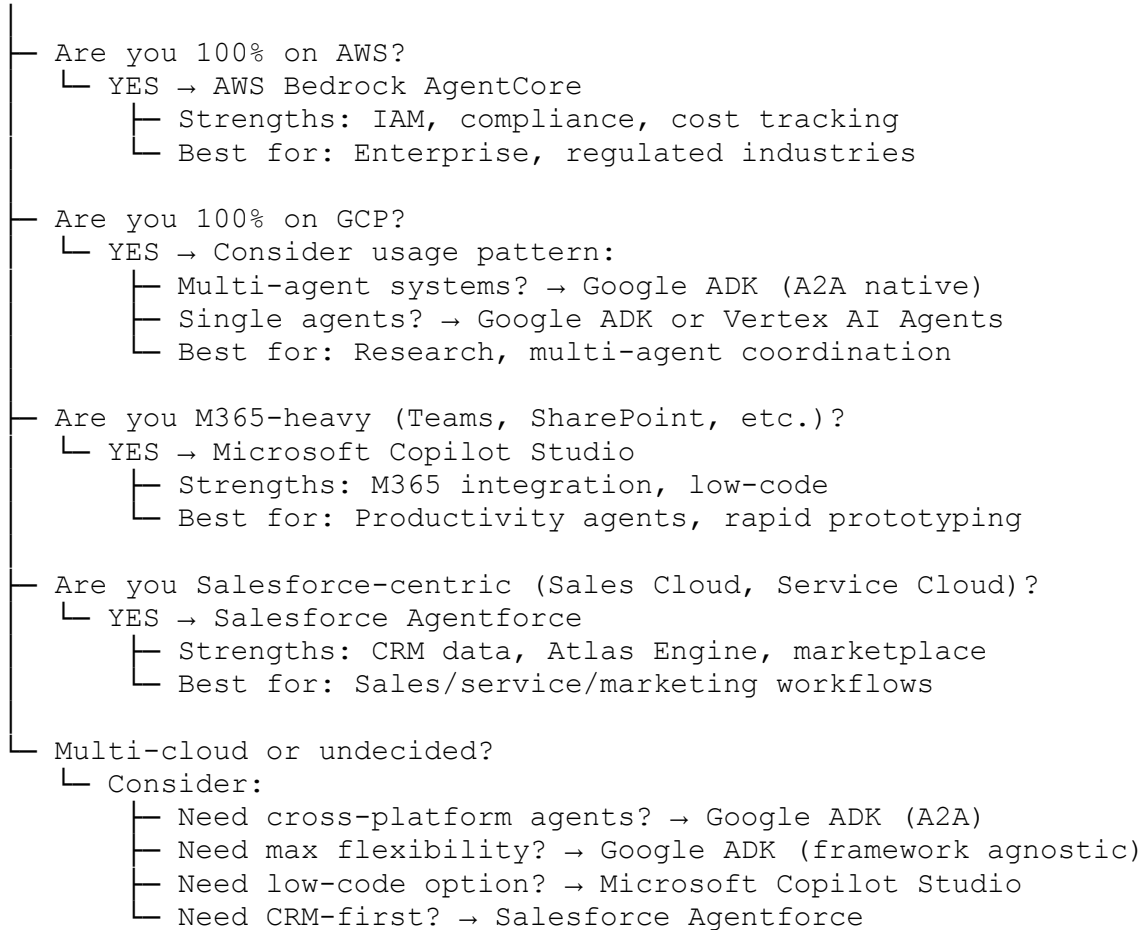 │
├─ Are you 100% on AWS?
│  └─ YES → AWS Bedrock AgentCore
│      ├─ Strengths: IAM, compliance, cost tracking
│      └─ Best for: Enterprise, regulated industries
│
├─ Are you 100% on GCP?
│  └─ YES → Consider usage pattern:
│      ├─ Multi-agent systems? → Google ADK (A2A native)
│      ├─ Single agents? → Google ADK or Vertex AI Agents
│      └─ Best for: Research, multi-agent coordination
│
├─ Are you M365-heavy (Teams, SharePoint, etc.)?
│  └─ YES → Microsoft Copilot Studio
│      ├─ Strengths: M365 integration, low-code
│      └─ Best for: Productivity agents, rapid prototyping
│
├─ Are you Salesforce-centric (Sales Cloud, Service Cloud)?
│  └─ YES → Salesforce Agentforce
│      ├─ Strengths: CRM data, Atlas Engine, marketplace
│      └─ Best for: Sales/service/marketing workflows
│
└─ Multi-cloud or undecided?
   └─ Consider:
       ├─ Need cross-platform agents? → Google ADK (A2A)
       ├─ Need max flexibility? → Google ADK (framework agnostic)
       ├─ Need low-code option? → Microsoft Copilot Studio
       └─ Need CRM-first? → Salesforce Agentforce